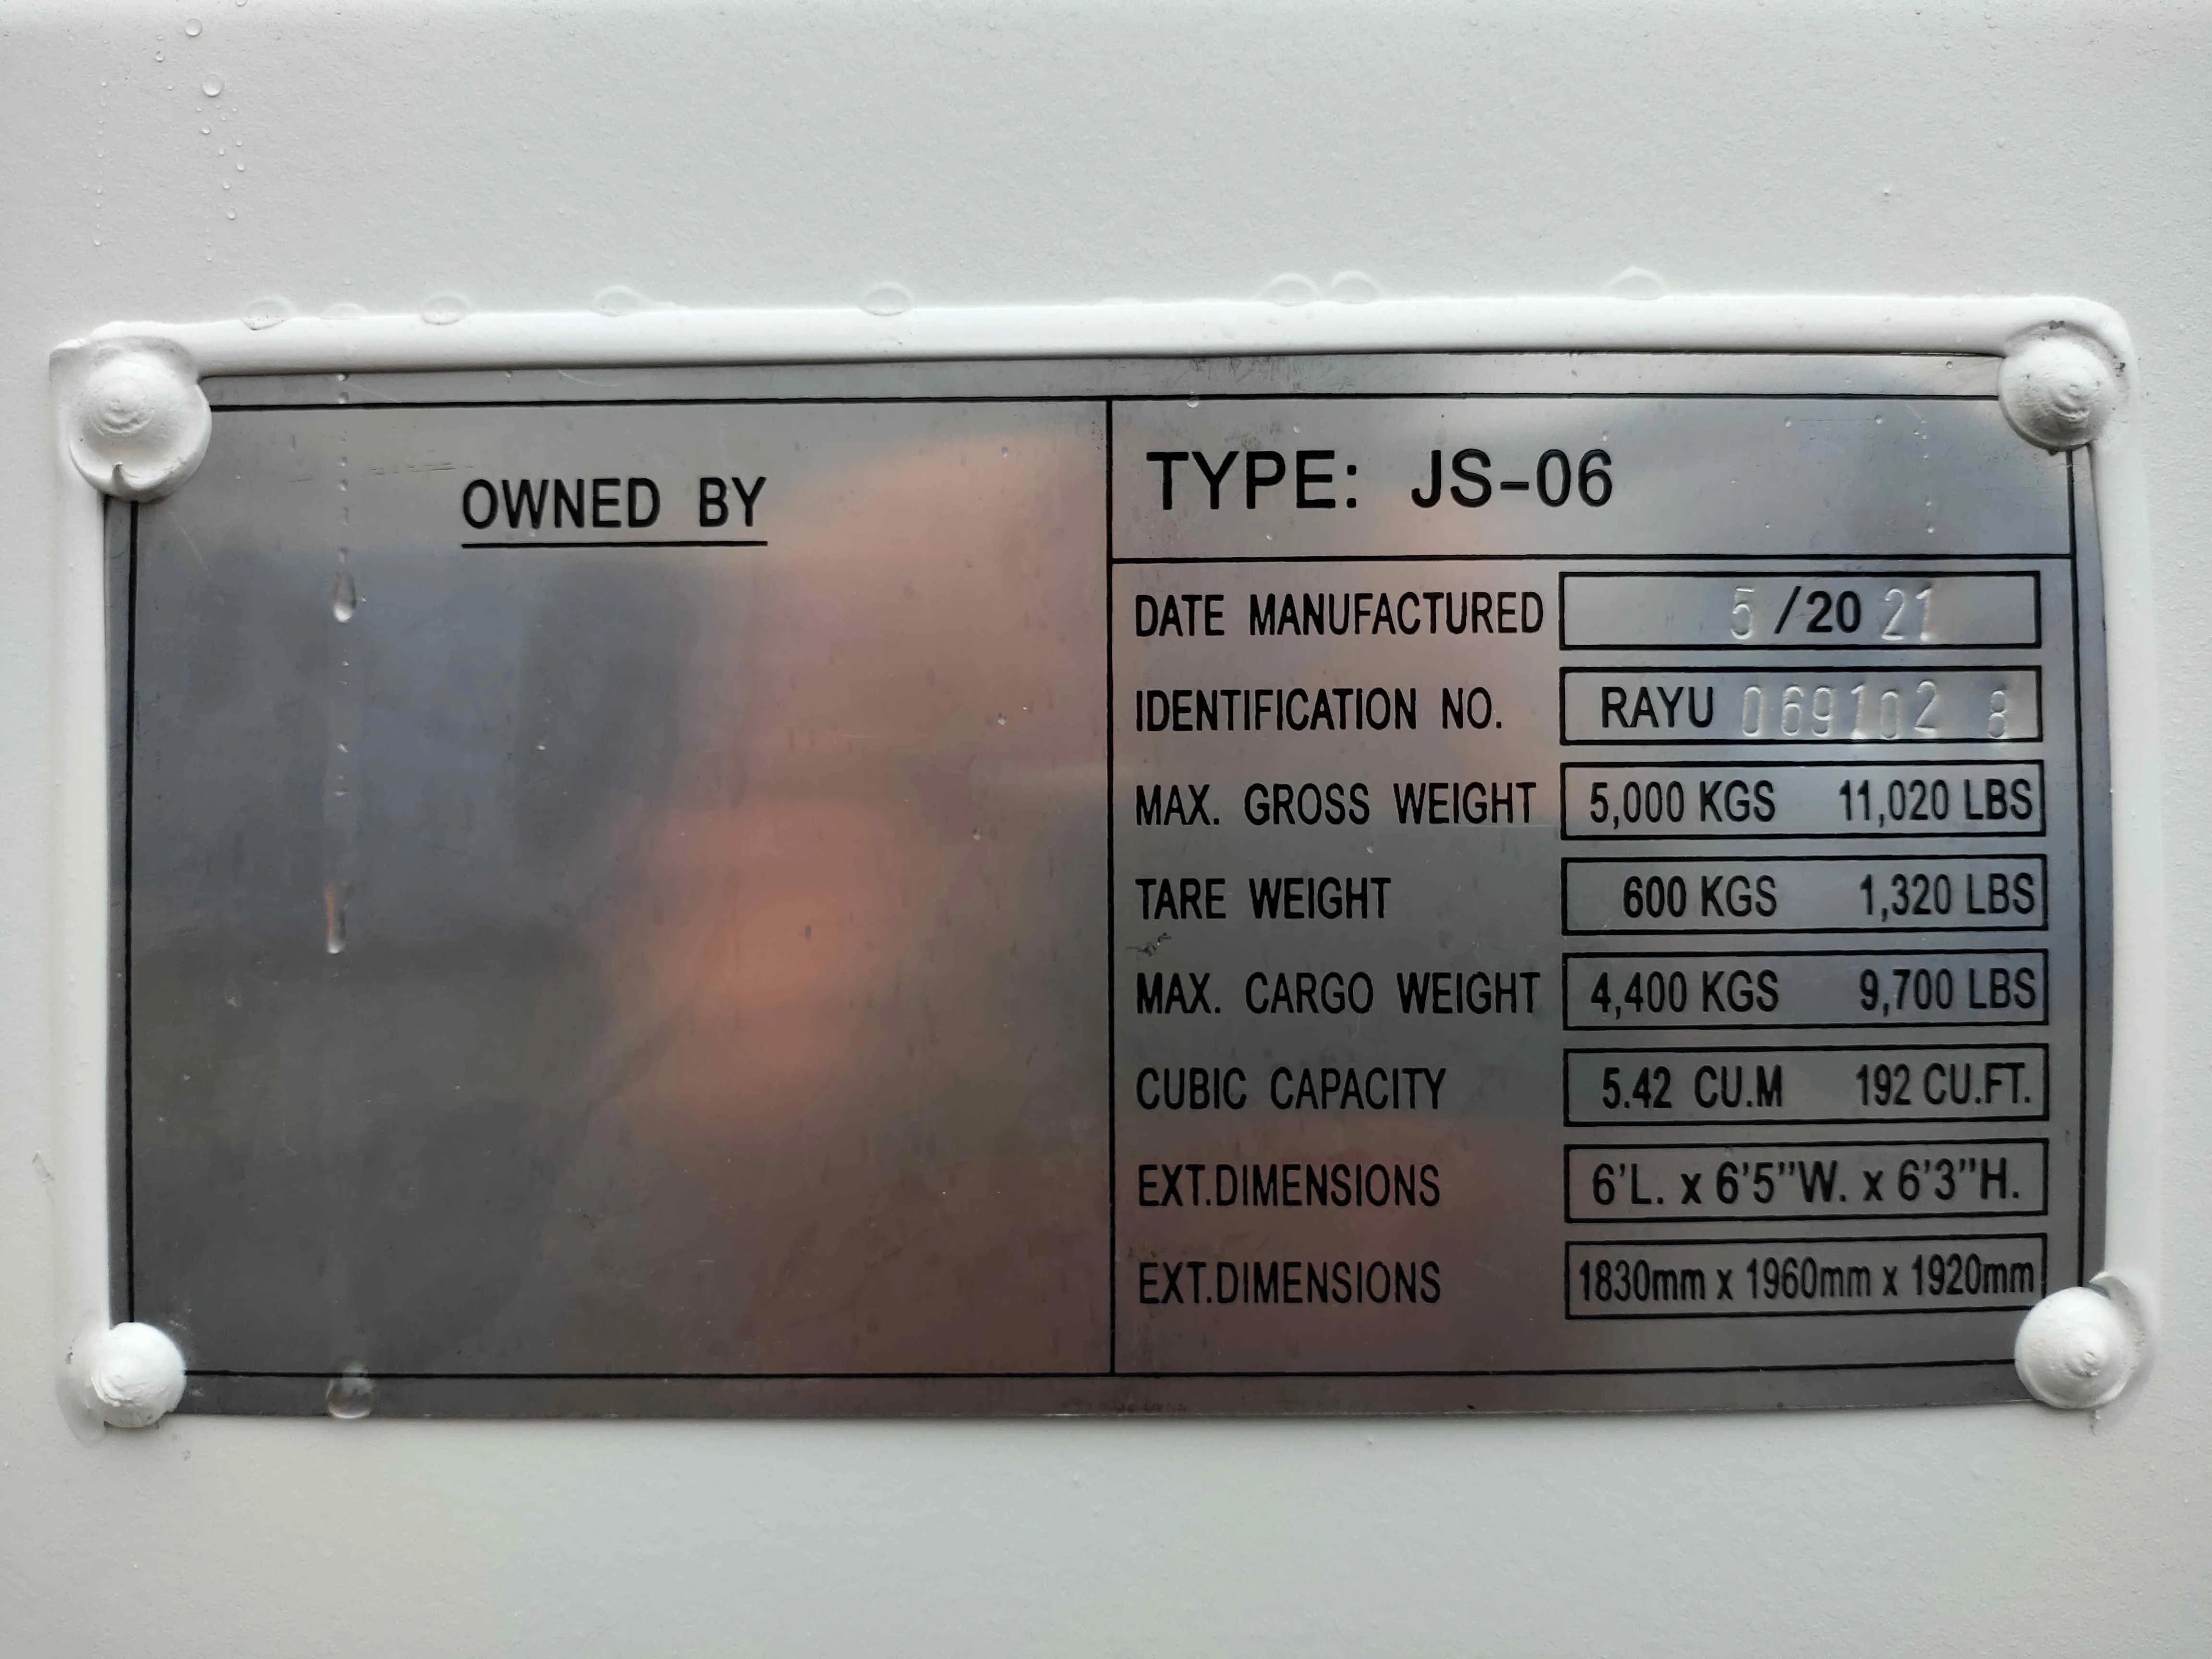 OWNED BY
TYPE: JS-06
DATE MANUFACTURED 5 /20 21
IDENTIFICATION NO. RAYU 069102 8
MAX. GROSS WEIGHT 5,000 KGS 11,020 LBS
TARE WEIGHT 600 KGS 1,320 LBS
MAX. CARGO WEIGHT 4,400 KGS 9,700 LBS
CUBIC CAPACITY 5.42 CU.M 192 CU.FT.
EXT.DIMENSIONS 6'L. x 6'5"W. x 6'3"H.
EXT.DIMENSIONS 1830mm x 1960mm x 1920mm